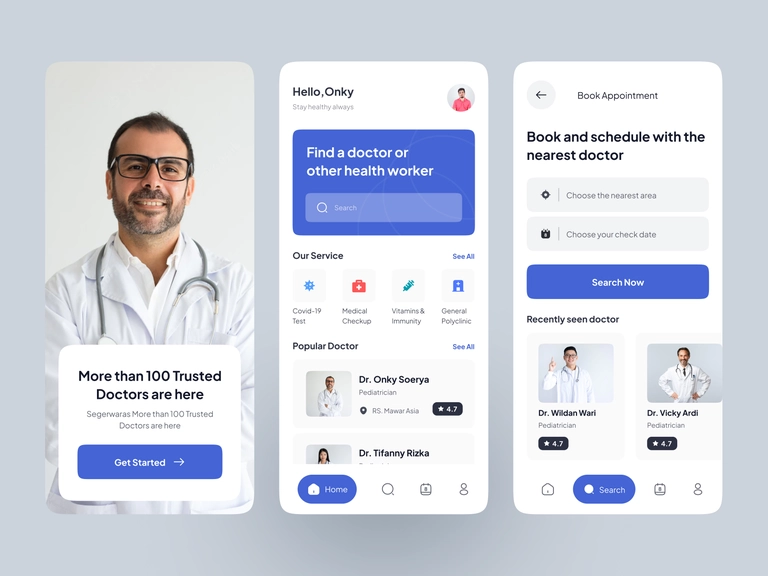 More than 100 Trusted
Doctors are here
Segerwaras More than 100 Trusted
Doctors are here
Get Started
Hello,Onky
Stay healthy always
Find a doctor or
other health worker
Search
Our Service
See All
Covid-19
Test
Medical
Checkup
Vitamins &
Immunity
General
Polyclinic
Popular Doctor
See All
Dr. Onky Soerya
Pediatrician
RS. Mawar Asia
4.7
Dr. Tifanny Rizka
Home
Book Appointment
Book and schedule with the
nearest doctor
Choose the nearest area
Choose your check date
Search Now
Recently seen doctor
Dr. Wildan Wari
Pediatrician
4.7
Dr. Vicky Ardi
Pediatrician
4.7
Search